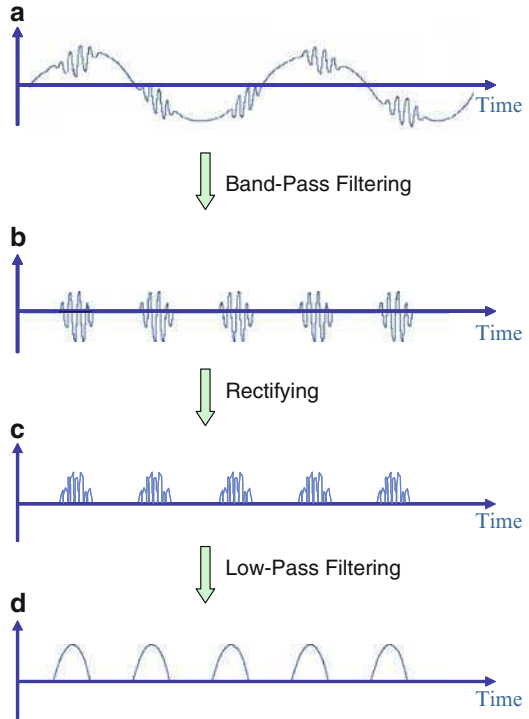 a
Time
Band-Pass Filtering
b
Time
Rectifying
c
Time
Low-Pass Filtering
d
Time